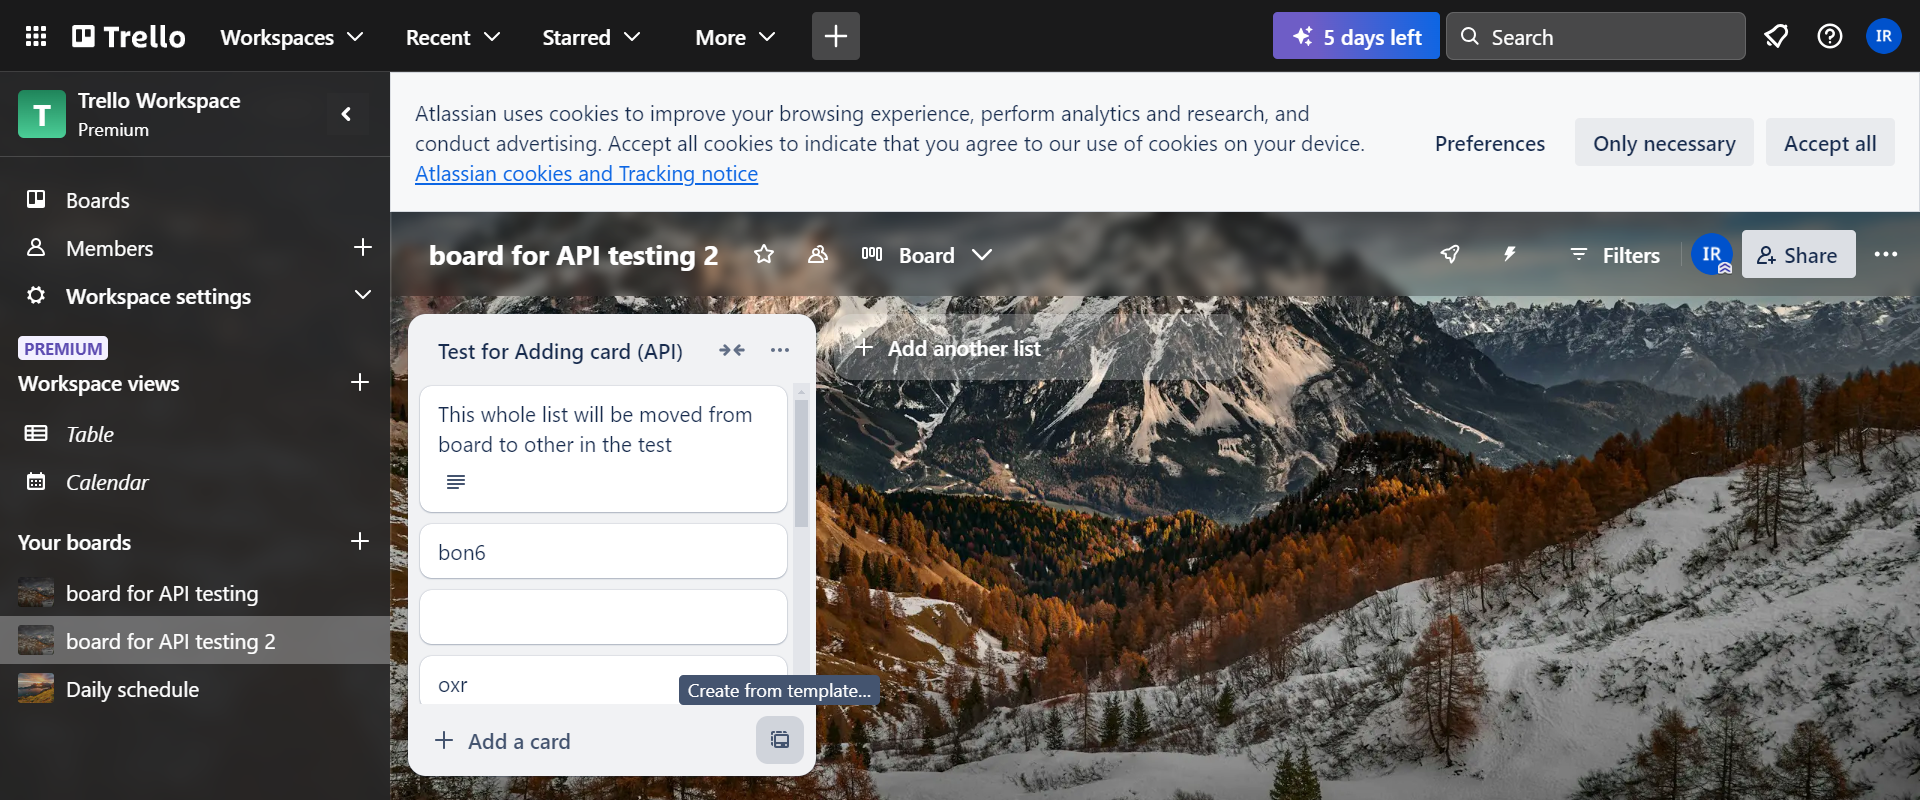 Trello
Workspaces
Recent
Starred
More
5 days left
Search
IR
T
Trello Workspace
Premium
Boards
Members
Workspace settings
PREMIUM
Workspace views
Table
Calendar
Your boards
board for API testing
board for API testing 2
Daily schedule
Atlassian uses cookies to improve your browsing experience, perform analytics and research, and
conduct advertising. Accept all cookies to indicate that you agree to our use of cookies on your device.
Atlassian cookies and Tracking notice
Preferences
Only necessary
Accept all
board for API testing 2
Board
Filters
IR
Share
Test for Adding card (API)
This whole list will be moved from
board to other in the test
bon6
oxr
Create from template...
Add a card
Add another list